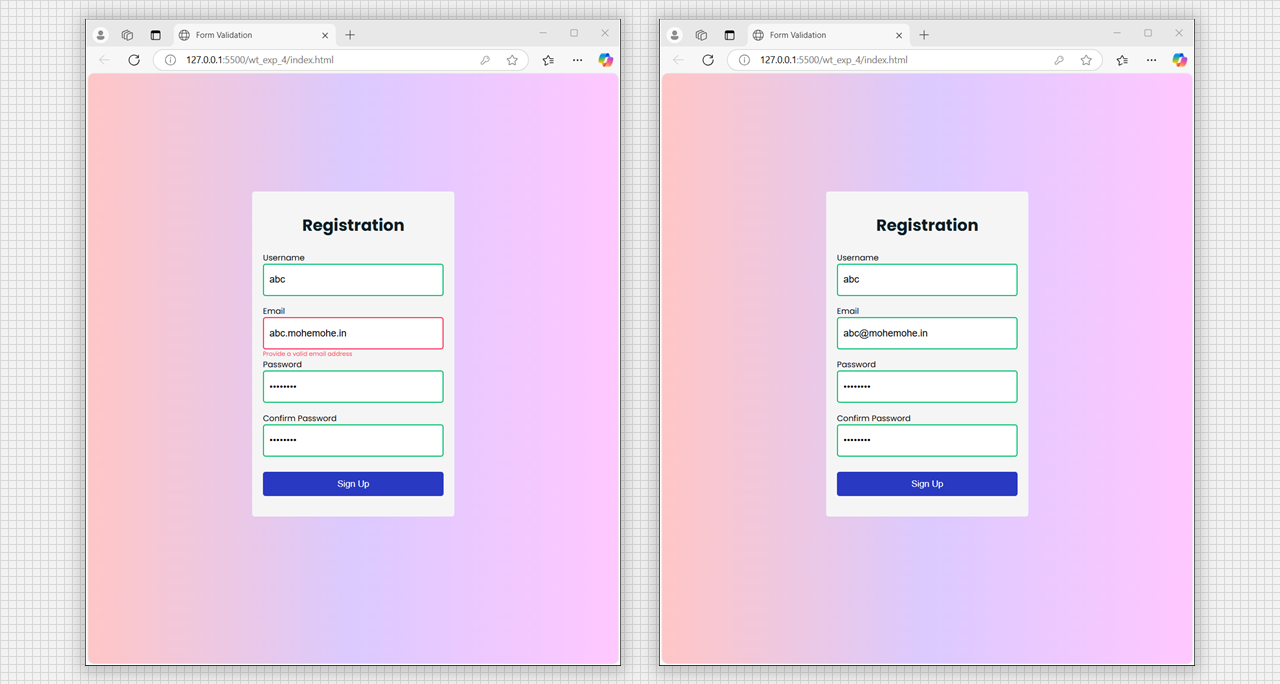 Form Validation
127.0.0.1:5500/wt_exp_4/index.html
Registration
Username
abc
Email
abc.mohemohe.in
Provide a valid email address
Password
••••••••
Confirm Password
••••••••
Sign Up
Form Validation
127.0.0.1:5500/wt_exp_4/index.html
Registration
Username
abc
Email
abc@mohemohe.in
Password
••••••••
Confirm Password
••••••••
Sign Up